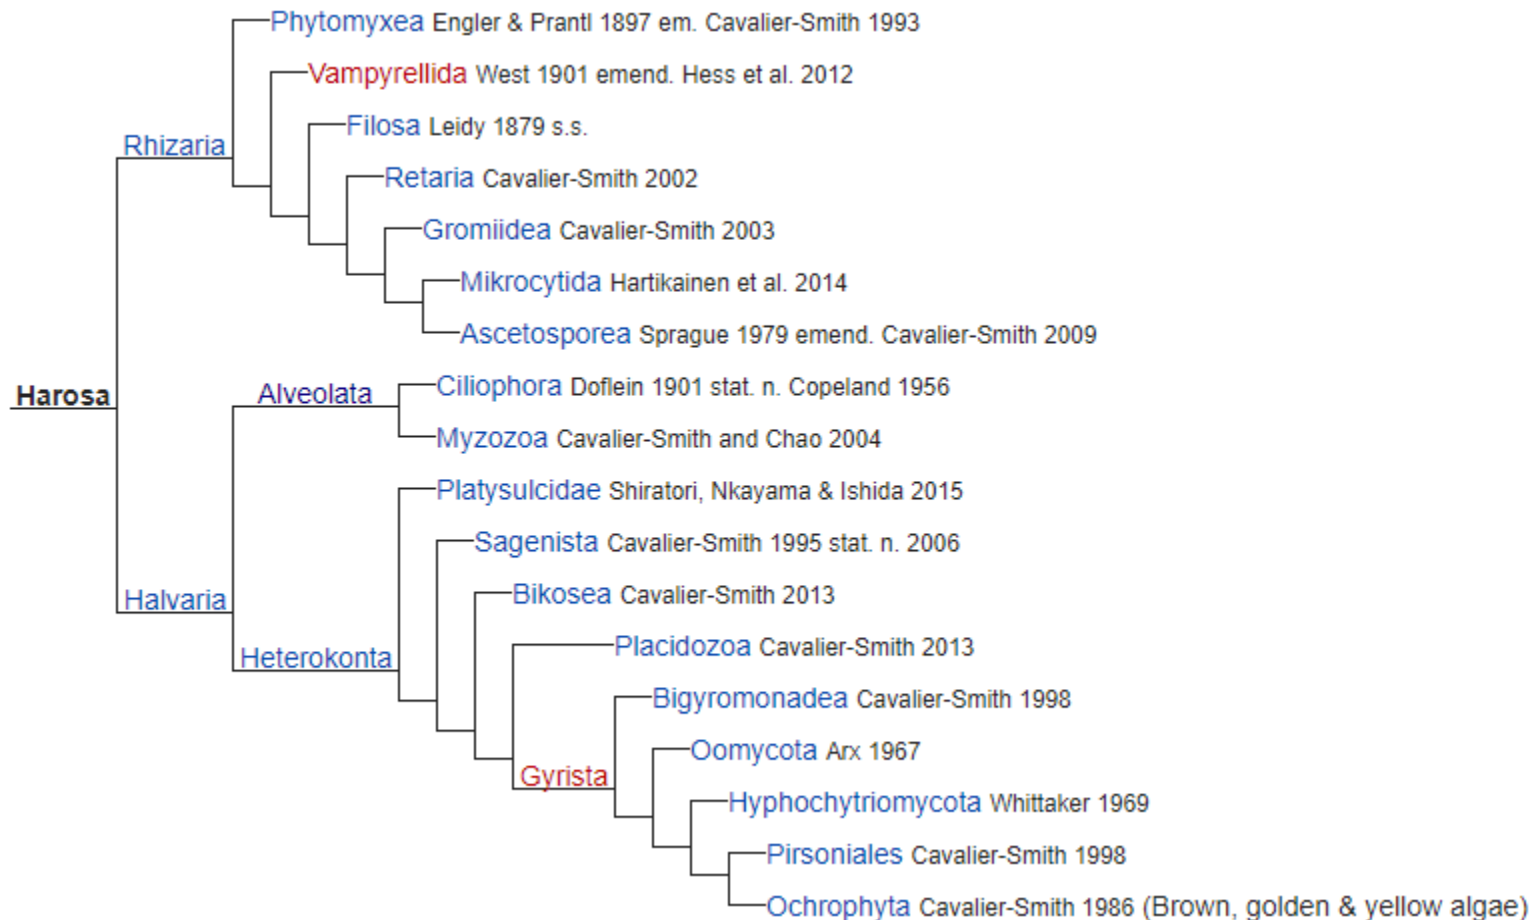 Phytomyxea Engler & Prantl 1897 em. Cavalier-Smith 1993
Vampyrellida West 1901 emend. Hess et al. 2012
Filosa Leidy 1879 s.s.
Rhizaria
Retaria Cavalier-Smith 2002
Gromiidea Cavalier-Smith 2003
Mikrocytida Hartikainen et al. 2014
Ascetosporea Sprague 1979 emend. Cavalier-Smith 2009
Ciliophora Doflein 1901 stat. n. Copeland 1956
Alveolata
Harosa
Myzozoa Cavalier-Smith and Chao 2004
Platysulcidae Shiratori, Nkayama & Ishida 2015
Sagenista Cavalier-Smith 1995 stat. n. 2006
Bikosea Cavalier-Smith 2013
Halvaria
Placidozoa Cavalier-Smith 2013
Heterokonta
Bigyromonadea Cavalier-Smith 1998
Oomycota Arx 1967
Gyrista
Hyphochytriomycota Whittaker 1969
Pirsoniales Cavalier-Smith 1998
Ochrophyta Cavalier-Smith 1986 (Brown, golden & yellow algae)